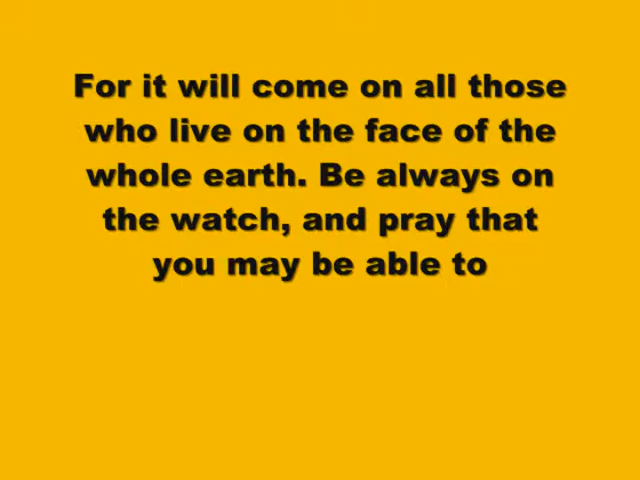 For it will come on all those
who live on the face of the
whole earth. Be always on
the watch, and pray that
you may be able to